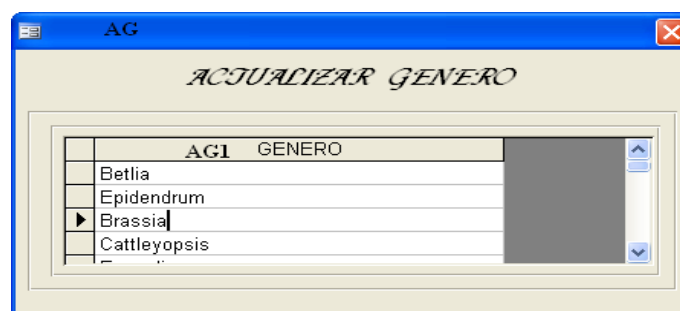 AG
ACTUALIZAR GENERO
AG1 GENERO
Betlia
Epidendrum
Brassia
Cattleyopsis